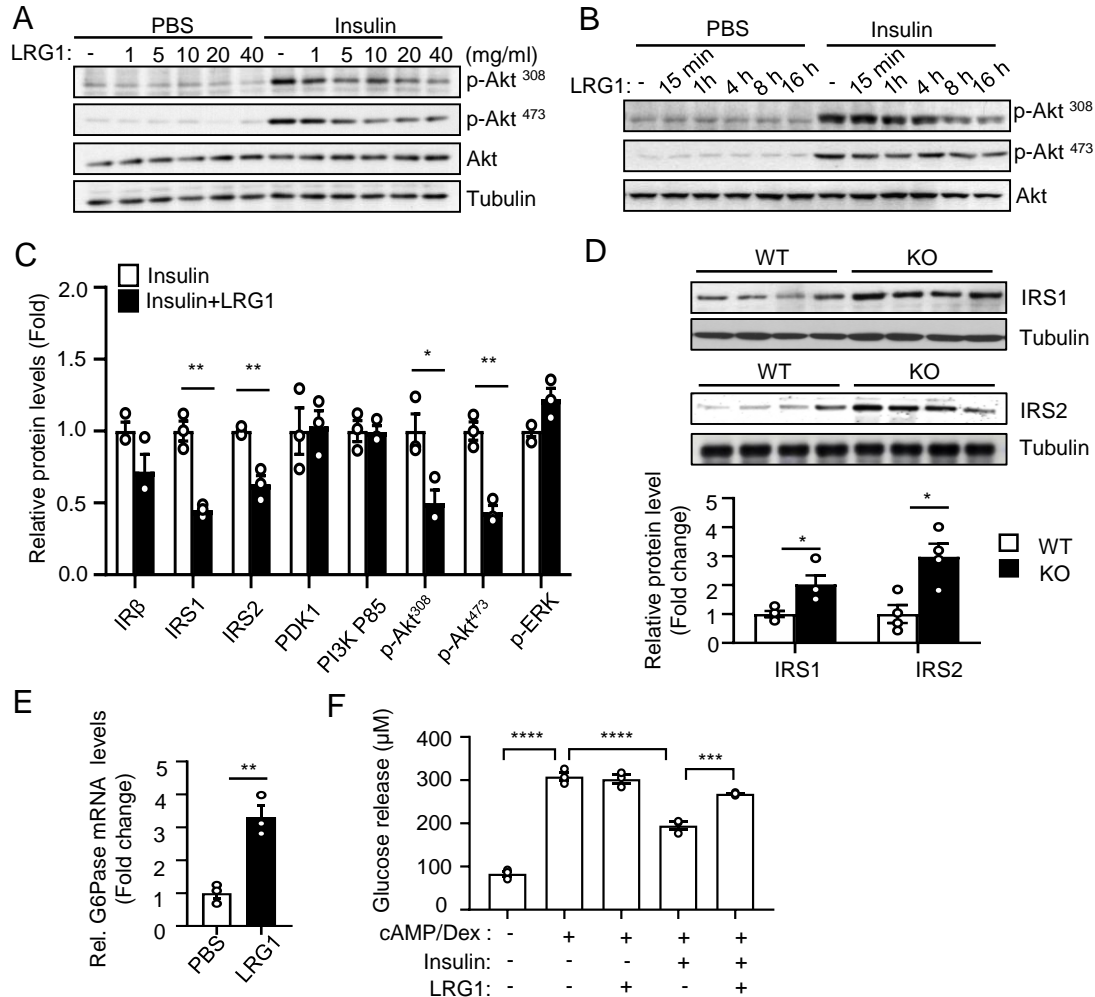 A
PBS Insulin
LRG1: - 1 5 10 20 40 - 1 5 10 20 40 (mg/ml)
p-Akt 308
p-Akt 473
Akt
Tubulin
B
PBS Insulin
LRG1: - 15 min 1h 4 h 8 h 16 h - 15 min 1h 4 h 8 h 16 h
p-Akt 308
p-Akt 473
Akt
C
Insulin
Insulin+LRG1
Relative protein levels (Fold)
2.0
1.5
1.0
0.5
0.0
** ** * **
IRβ IRS1 IRS2 PDK1 PI3K P85 p-Akt308 p-Akt473 p-ERK
D
WT KO
IRS1
Tubulin
WT KO
IRS2
Tubulin
Relative protein level
(Fold change)
5
4
3
2
1
0
* *
WT
KO
IRS1 IRS2
E
Rel. G6Pase mRNA levels
(Fold change)
5
4
3
2
1
0
**
PBS LRG1
F
Glucose release (µM)
400
300
200
100
0
**** **** ***
cAMP/Dex : - + + + +
Insulin: - - - + +
LRG1: - - + - +